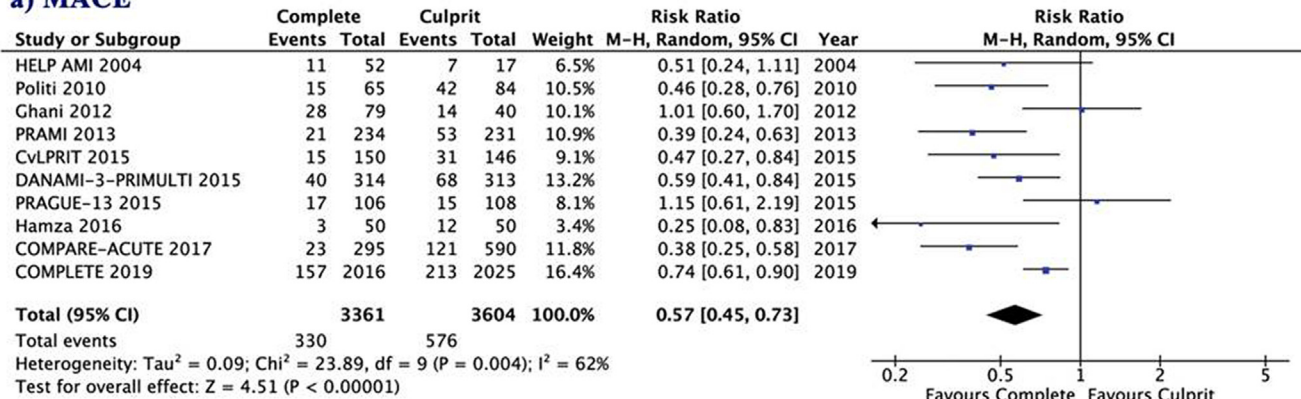 a) MACE
Complete Culprit Risk Ratio Risk Ratio
Study or Subgroup Events Total Events Total Weight M-H, Random, 95% CI Year M-H, Random, 95% CI
HELP AMI 2004 11 52 7 17 6.5% 0.51 [0.24, 1.11] 2004
Politi 2010 15 65 42 84 10.5% 0.46 [0.28, 0.76] 2010
Ghani 2012 28 79 14 40 10.1% 1.01 [0.60, 1.70] 2012
PRAMI 2013 21 234 53 231 10.9% 0.39 [0.24, 0.63] 2013
CvLPRIT 2015 15 150 31 146 9.1% 0.47 [0.27, 0.84] 2015
DANAMI-3-PRIMULTI 2015 40 314 68 313 13.2% 0.59 [0.41, 0.84] 2015
PRAGUE-13 2015 17 106 15 108 8.1% 1.15 [0.61, 2.19] 2015
Hamza 2016 3 50 12 50 3.4% 0.25 [0.08, 0.83] 2016
COMPARE-ACUTE 2017 23 295 121 590 11.8% 0.38 [0.25, 0.58] 2017
COMPLETE 2019 157 2016 213 2025 16.4% 0.74 [0.61, 0.90] 2019
Total (95% CI) 3361 3604 100.0% 0.57 [0.45, 0.73]
Total events 330 576
Heterogeneity: Tau² = 0.09; Chi² = 23.89, df = 9 (P = 0.004); I² = 62%
Test for overall effect: Z = 4.51 (P < 0.00001)
0.2 0.5 1 2 5
Favours Complete Favours Culprit